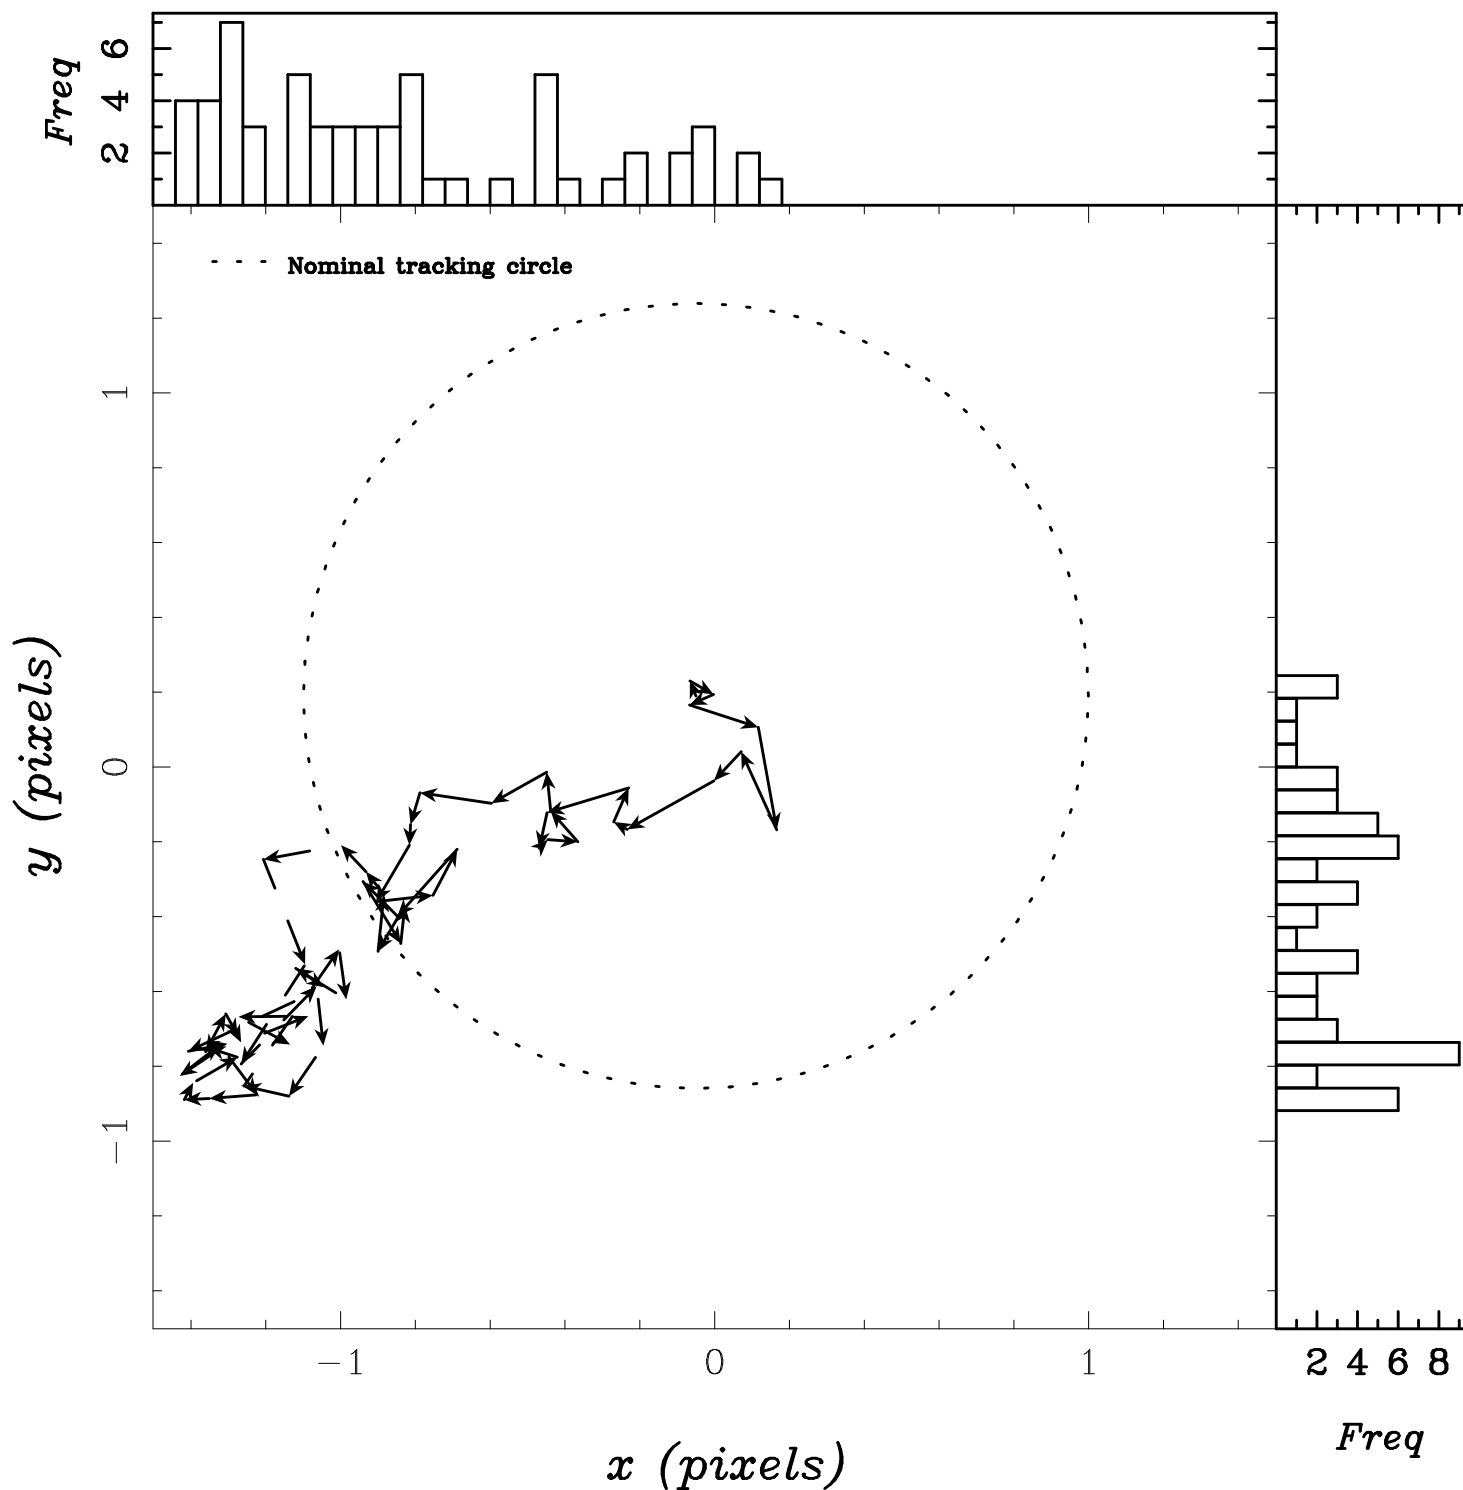 Freq
6
4
2
Nominal tracking circle
1
0
−1
y (pixels)
−1 0 1
2 4 6 8
x (pixels)
Freq